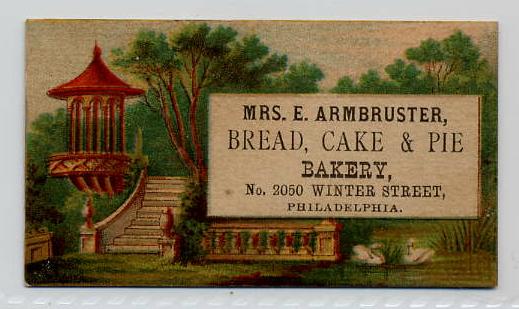 MRS. E. ARMBRUSTER,
BREAD, CAKE & PIE
BAKERY,
No. 2050 WINTER STREET,
PHILADELPHIA.